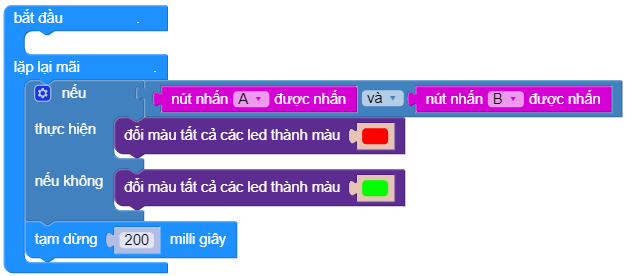 bắt đầu .
lặp lại mãi .
nếu nút nhấn A được nhấn và nút nhấn B được nhấn
thực hiện đổi màu tất cả các led thành màu
nếu không đổi màu tất cả các led thành màu
tạm dừng 200 milli giây